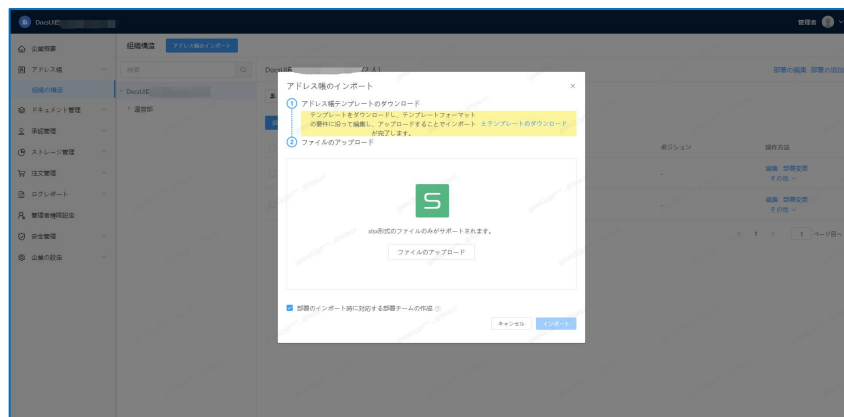 DocsUIE
管理者
企業概要
アドレス帳
組織の構造
ドキュメント管理
承認管理
ストレージ管理
注文管理
ログレポート
管理者権限設定
安全管理
企業の設定
組織構造 アドレス帳のインポート
検索
DocsUIE
運営部
DocsUIE
部署の編集 部署の追加
アドレス帳のインポート ×
1 アドレス帳テンプレートのダウンロード
テンプレートをダウンロードし、テンプレートフォーマット
の要件に沿って編集し、アップロードすることでインポート
が完了します。
テンプレートのダウンロード
2 ファイルのアップロード
S
xlsx形式のファイルのみがサポートされます。
ファイルのアップロード
部署のインポート時に対応する部署チームの作成
キャンセル インポート
ポジション 操作方法
- 編集 部署変更
その他
- 編集 部署変更
その他
1 1 ページ目へ